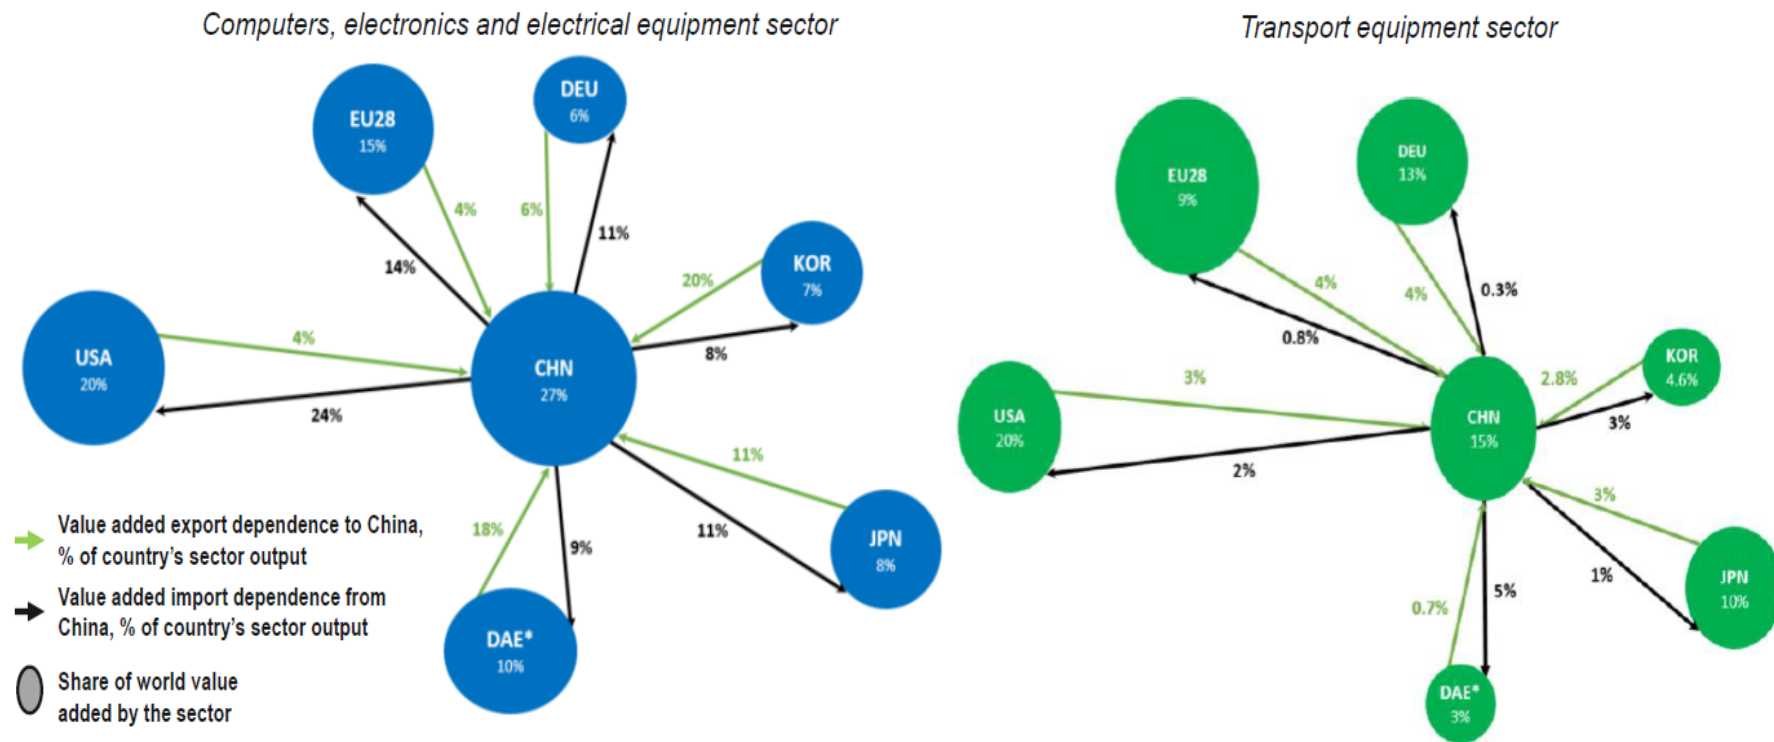 Computers, electronics and electrical equipment sector
EU28
15%
DEU
6%
KOR
7%
USA
20%
CHN
27%
JPN
8%
DAE*
10%
4%
6%
11%
14%
20%
8%
4%
24%
11%
11%
18%
9%
Value added export dependence to China,
% of country's sector output
Value added import dependence from
China, % of country's sector output
Share of world value
added by the sector
Transport equipment sector
EU28
9%
DEU
13%
KOR
4.6%
USA
20%
CHN
15%
JPN
10%
DAE*
3%
4%
4%
0.3%
0.8%
2.8%
3%
3%
2%
3%
1%
0.7%
5%